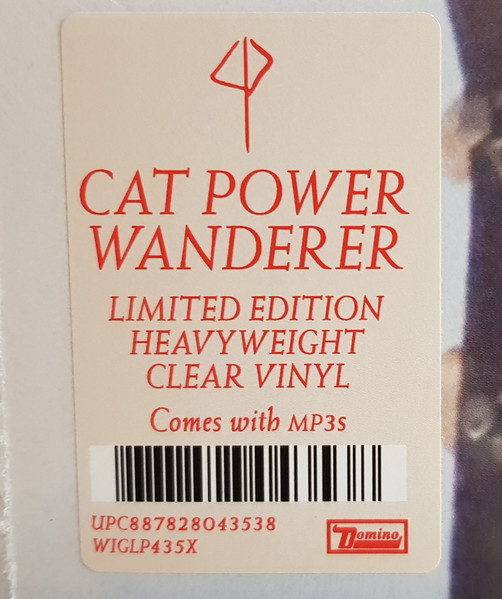 CAT POWER
WANDERER
LIMITED EDITION
HEAVYWEIGHT
CLEAR VINYL
Comes with MP3s
UPC887828043538
WIGLP435X
Domino